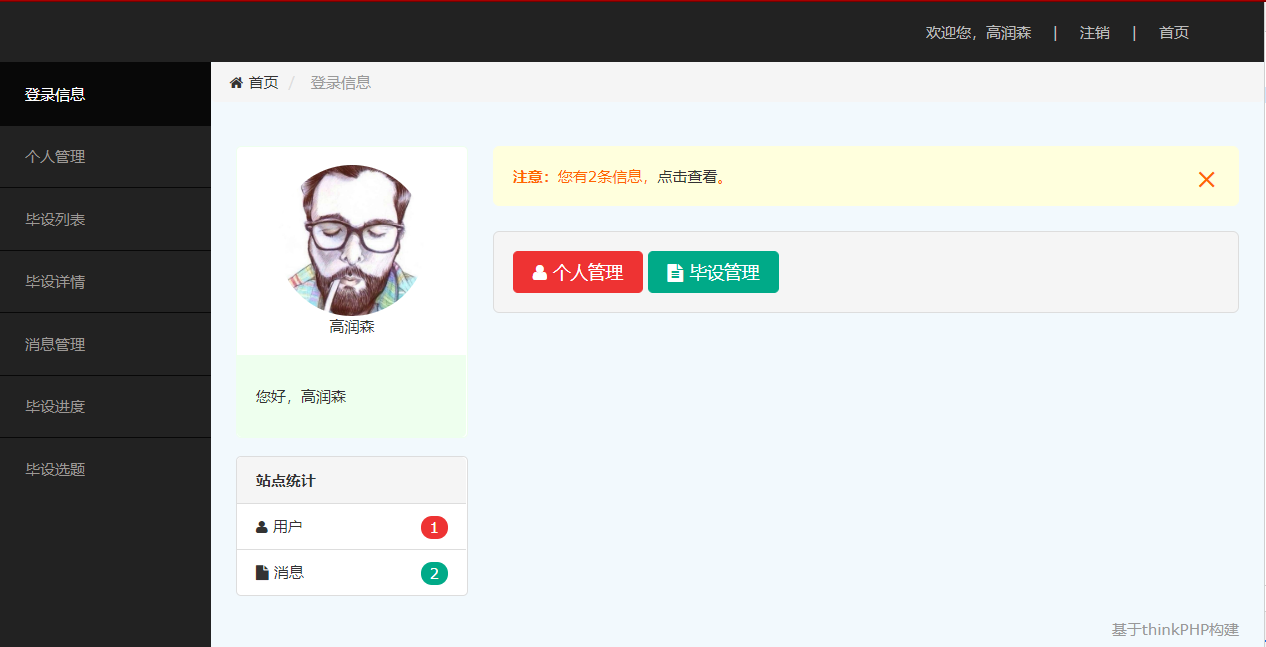 欢迎您，高润森 | 注销 | 首页
登录信息
个人管理
毕设列表
毕设详情
消息管理
毕设进度
毕设选题
首页 / 登录信息
高润森
您好，高润森
站点统计
用户 1
消息 2
注意：您有2条信息，点击查看。
个人管理 毕设管理
基于thinkPHP构建